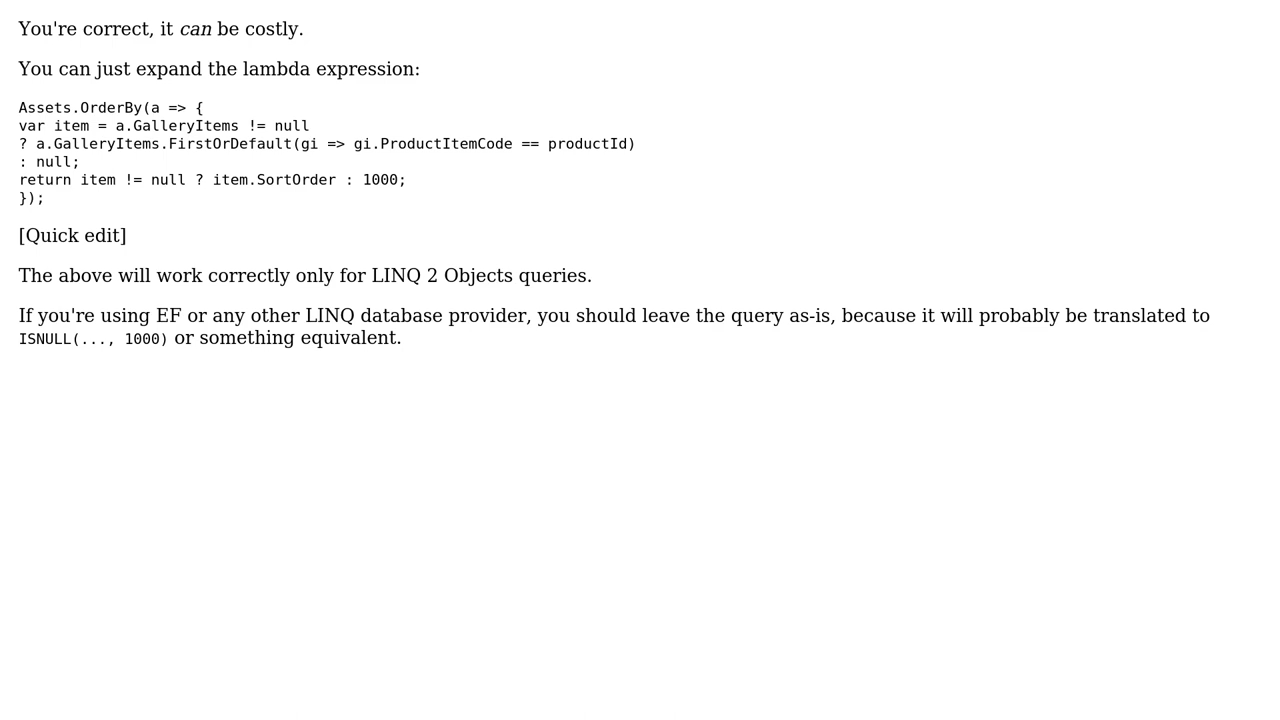 You're correct, it can be costly.
You can just expand the lambda expression:
Assets.OrderBy(a => {
var item = a.GalleryItems != null
? a.GalleryItems.FirstOrDefault(gi => gi.ProductItemCode == productId)
: null;
return item != null ? item.SortOrder : 1000;
});
[Quick edit]
The above will work correctly only for LINQ 2 Objects queries.
If you're using EF or any other LINQ database provider, you should leave the query as-is, because it will probably be translated to
ISNULL(..., 1000) or something equivalent.